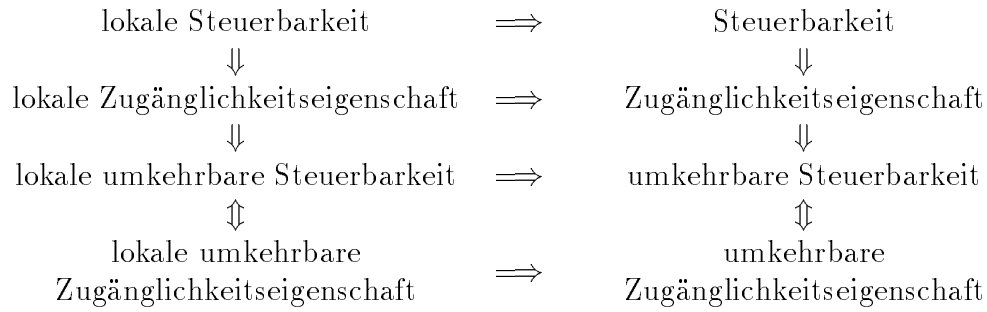 lokale Steuerbarkeit ⟹ Steuerbarkeit
⇓ ⇓
lokale Zugänglichkeitseigenschaft ⟹ Zugänglichkeitseigenschaft
⇓ ⇓
lokale umkehrbare Steuerbarkeit ⟹ umkehrbare Steuerbarkeit
⇕ ⇕
lokale umkehrbare umkehrbare
⟹
Zugänglichkeitseigenschaft Zugänglichkeitseigenschaft